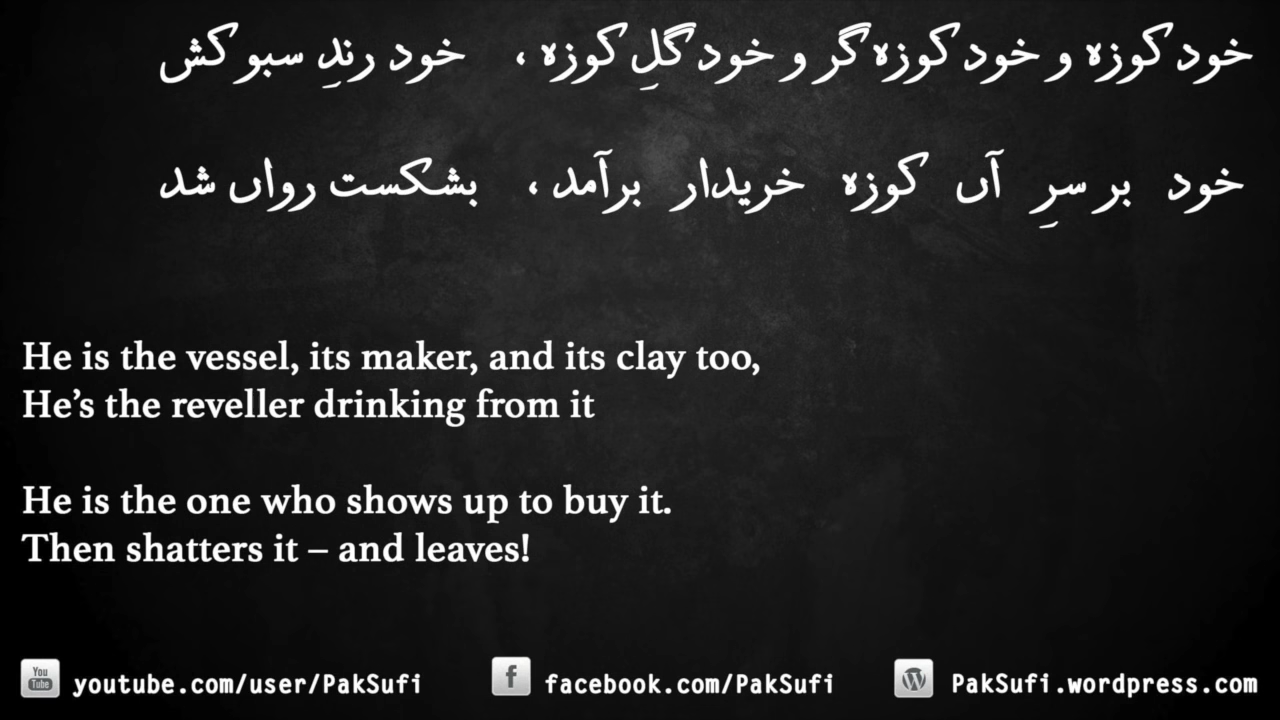 خود کوزہ و خود کوزہ گر و خود گلِ کوزہ ، خود رندِ سبو کش
خود بر سرِ آں کوزہ خریدار برآمد ، بشکست رواں شد
He is the vessel, its maker, and its clay too,
He’s the reveller drinking from it
He is the one who shows up to buy it.
Then shatters it – and leaves!
You Tube youtube.com/user/PakSufi f facebook.com/PakSufi W PakSufi.wordpress.com